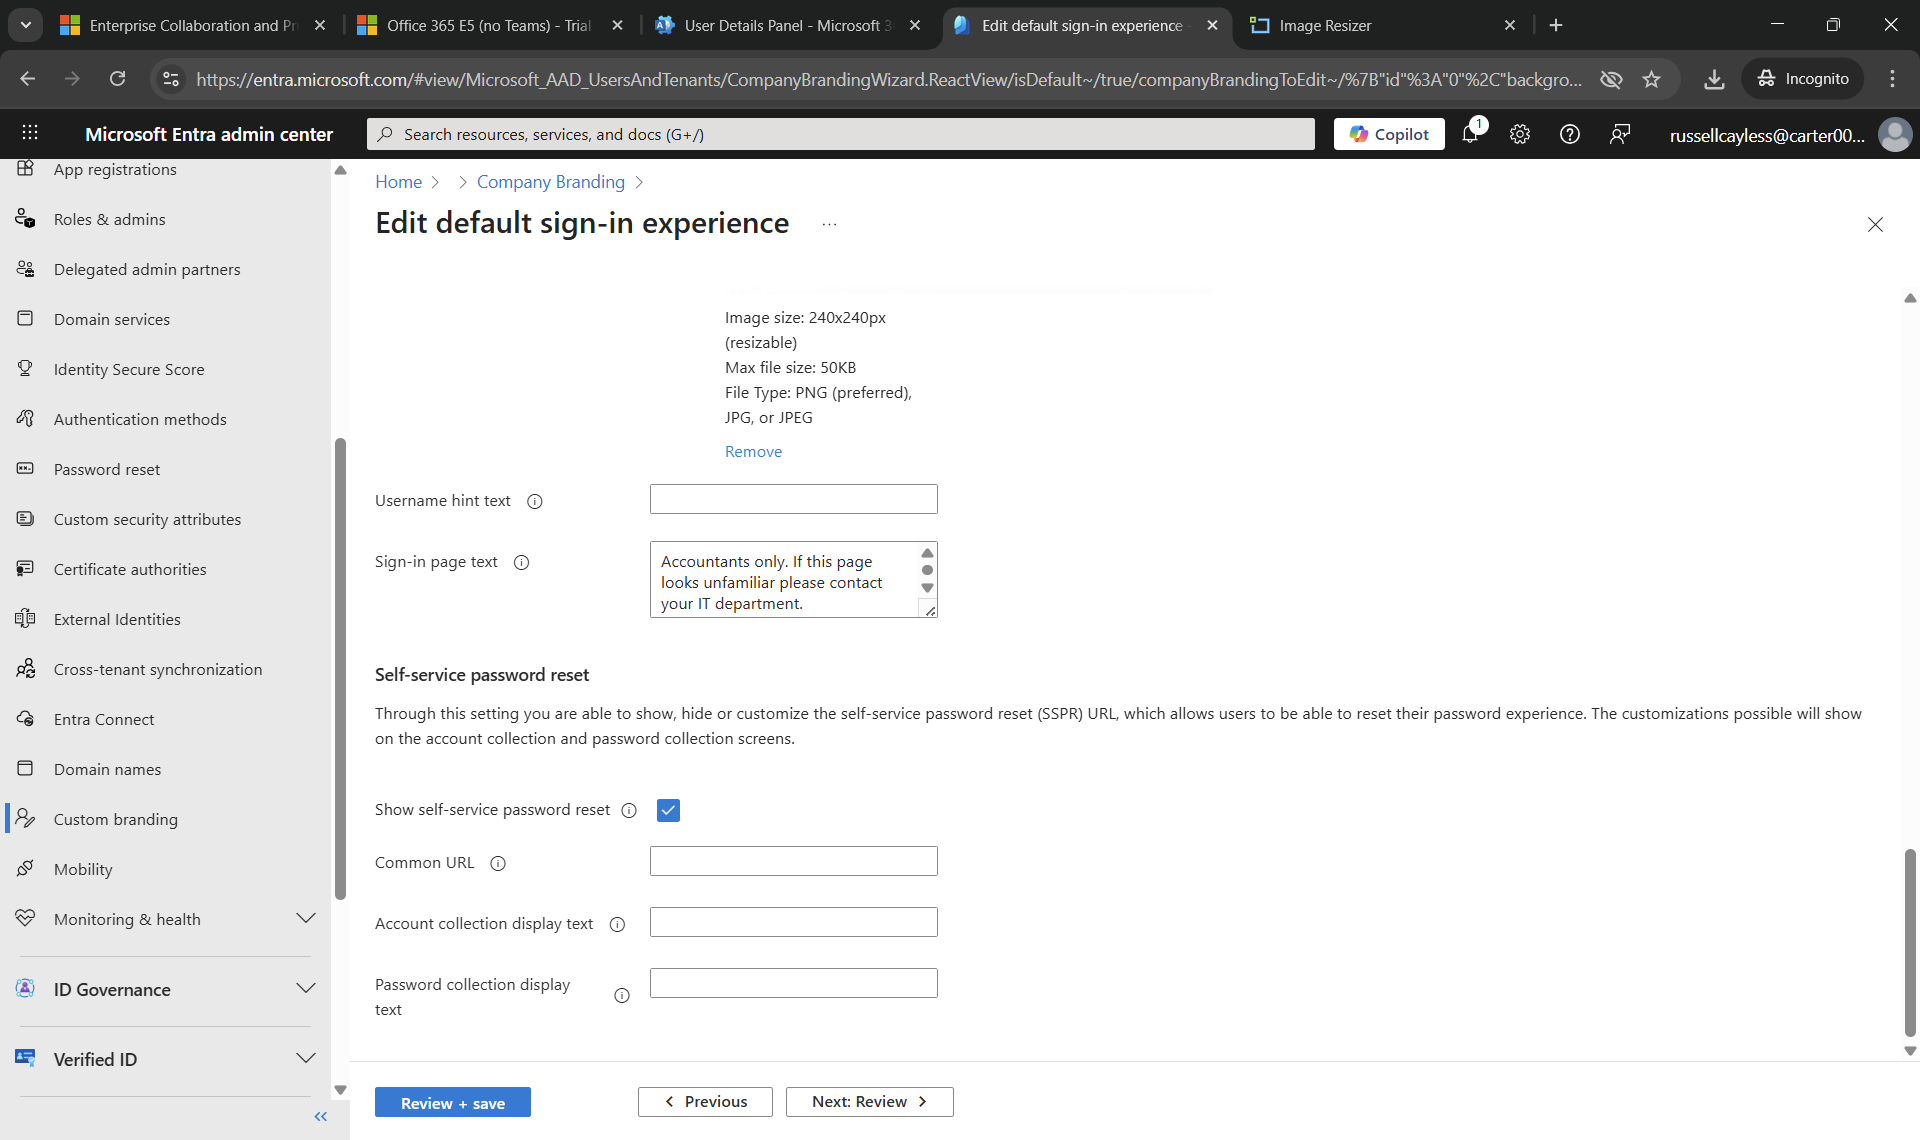 Enterprise Collaboration and Pr
Office 365 E5 (no Teams) - Trial
User Details Panel - Microsoft 3
Edit default sign-in experience -
Image Resizer
https://entra.microsoft.com/#view/Microsoft_AAD_UsersAndTenants/CompanyBrandingWizard.ReactView/isDefault~/true/companyBrandingToEdit~/%7B"id"%3A"0"%2C"backgro...
Incognito
Microsoft Entra admin center
Search resources, services, and docs (G+/)
Copilot
1
russellcayless@carter00...
App registrations
Roles & admins
Delegated admin partners
Domain services
Identity Secure Score
Authentication methods
Password reset
Custom security attributes
Certificate authorities
External Identities
Cross-tenant synchronization
Entra Connect
Domain names
Custom branding
Mobility
Monitoring & health
ID Governance
Verified ID
Home > > Company Branding >
Edit default sign-in experience ...
Image size: 240x240px
(resizable)
Max file size: 50KB
File Type: PNG (preferred),
JPG, or JPEG
Remove
Username hint text
Sign-in page text
Accountants only. If this page
looks unfamiliar please contact
your IT department.
Self-service password reset
Through this setting you are able to show, hide or customize the self-service password reset (SSPR) URL, which allows users to be able to reset their password experience. The customizations possible will show
on the account collection and password collection screens.
Show self-service password reset
Common URL
Account collection display text
Password collection display
text
Review + save
< Previous
Next: Review >